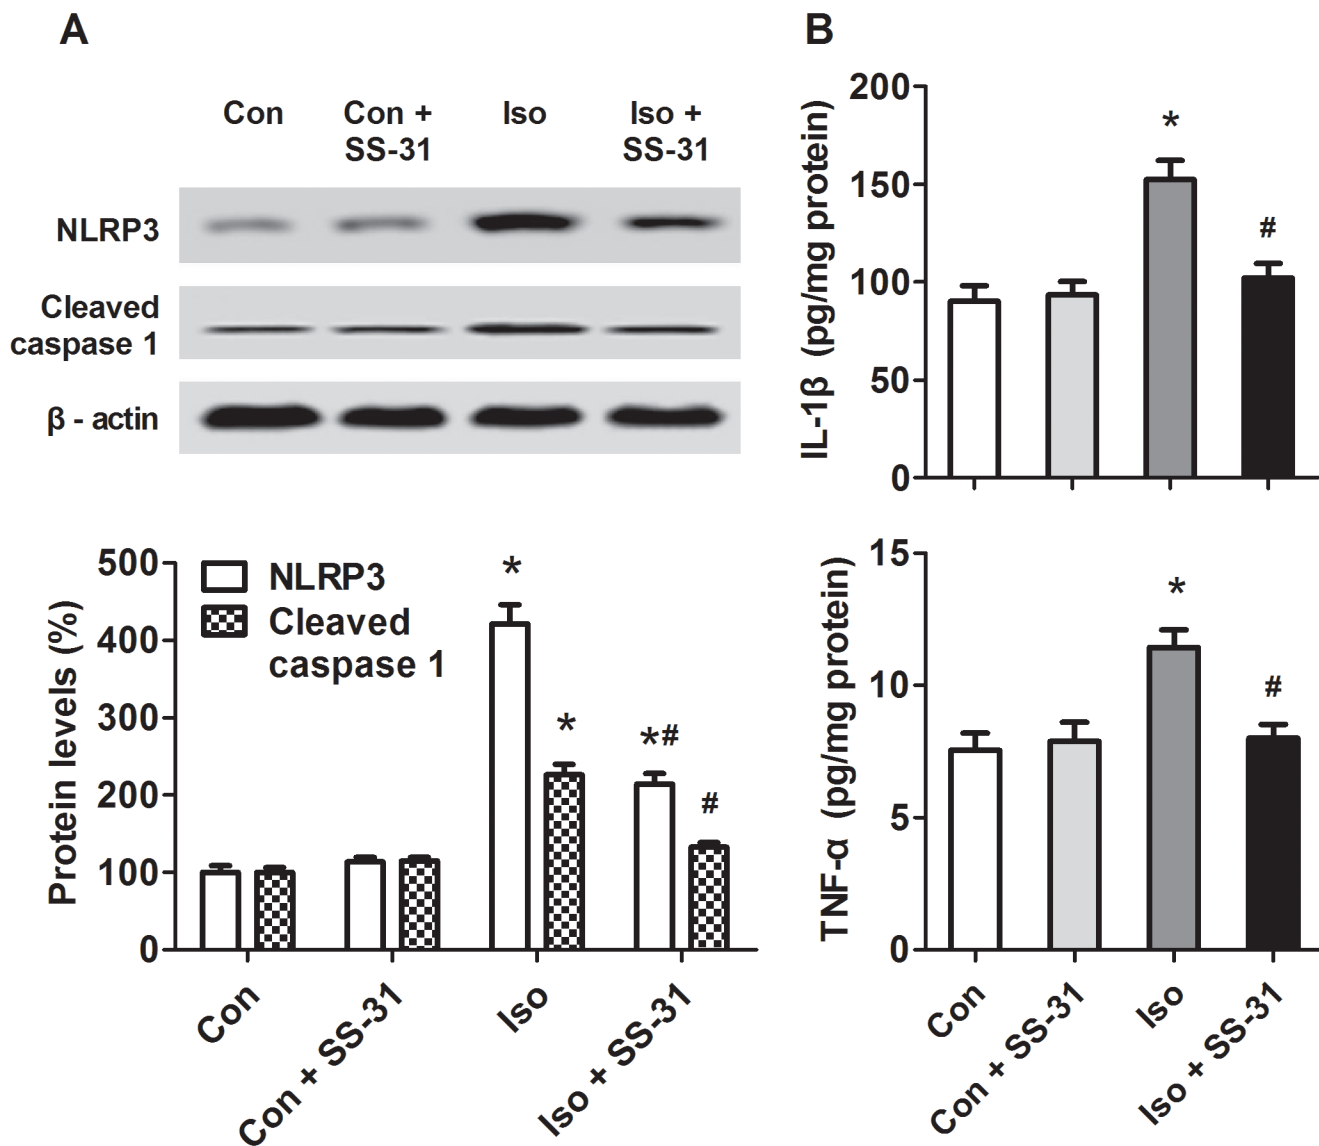 A
Con
Con +
SS-31
Iso
Iso +
SS-31
NLRP3
Cleaved
caspase 1
β - actin
500
400
300
200
100
0
Protein levels (%)
NLRP3
Cleaved
caspase 1
*
*
*#
#
Con
Con + SS-31
Iso
Iso + SS-31
B
200
150
100
50
0
IL-1β (pg/mg protein)
*
#
15
10
5
0
TNF-α (pg/mg protein)
*
#
Con
Con + SS-31
Iso
Iso + SS-31